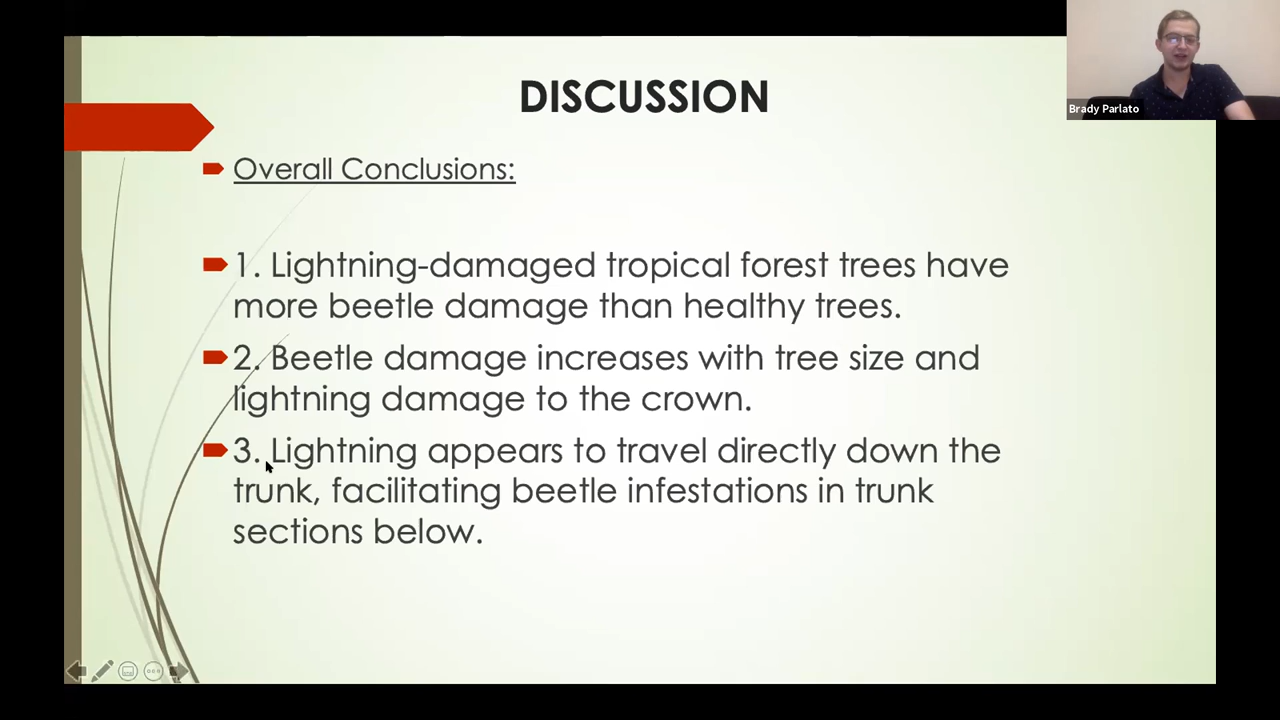 DISCUSSION
Brady Parlato
Overall Conclusions:
1. Lightning-damaged tropical forest trees have
more beetle damage than healthy trees.
2. Beetle damage increases with tree size and
lightning damage to the crown.
3. Lightning appears to travel directly down the
trunk, facilitating beetle infestations in trunk
sections below.